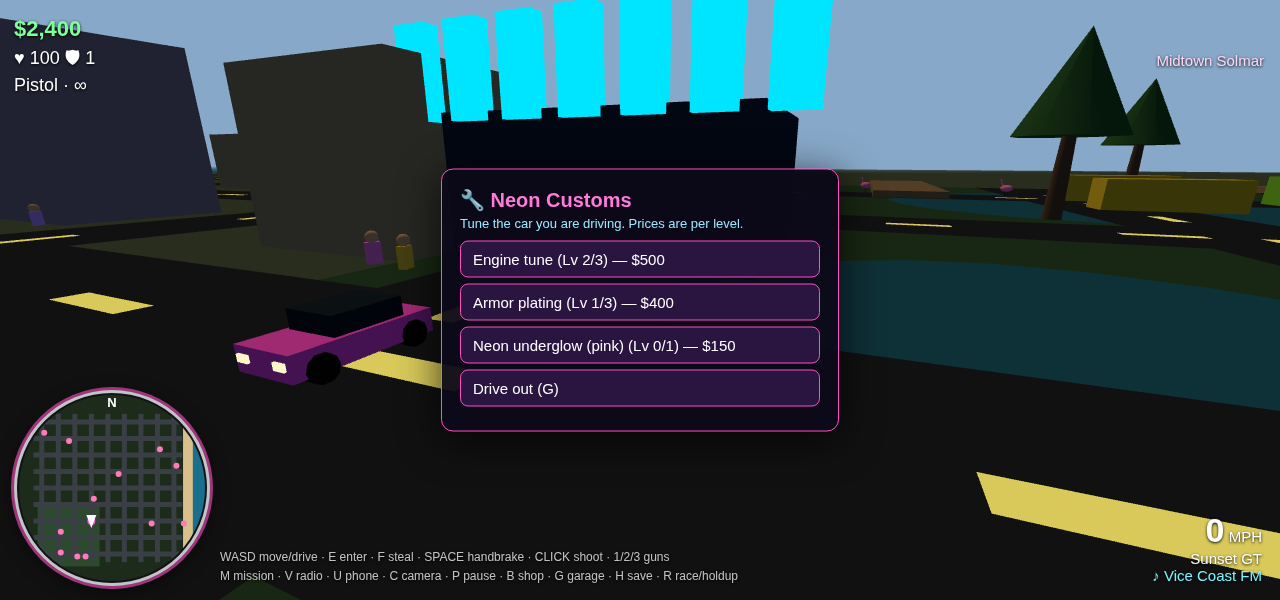 $2,400
♥ 100 🛡 1
Pistol · ∞
Midtown Solmar
🔧 Neon Customs
Tune the car you are driving. Prices are per level.
Engine tune (Lv 2/3) — $500
Armor plating (Lv 1/3) — $400
Neon underglow (pink) (Lv 0/1) — $150
Drive out (G)
N
WASD move/drive · E enter · F steal · SPACE handbrake · CLICK shoot · 1/2/3 guns
M mission · V radio · U phone · C camera · P pause · B shop · G garage · H save · R race/holdup
0 MPH
Sunset GT
♪ Vice Coast FM